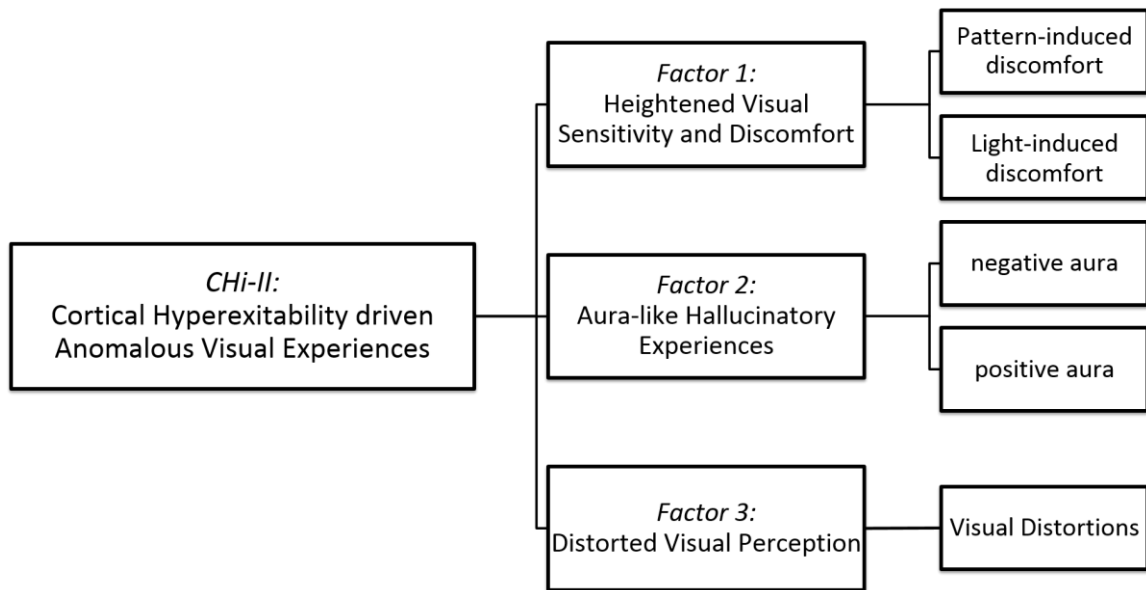 CHi-II:
Cortical Hyperexitability driven
Anomalous Visual Experiences
Factor 1:
Heightened Visual
Sensitivity and Discomfort
Pattern-induced
discomfort
Light-induced
discomfort
Factor 2:
Aura-like Hallucinatory
Experiences
negative aura
positive aura
Factor 3:
Distorted Visual Perception
Visual Distortions